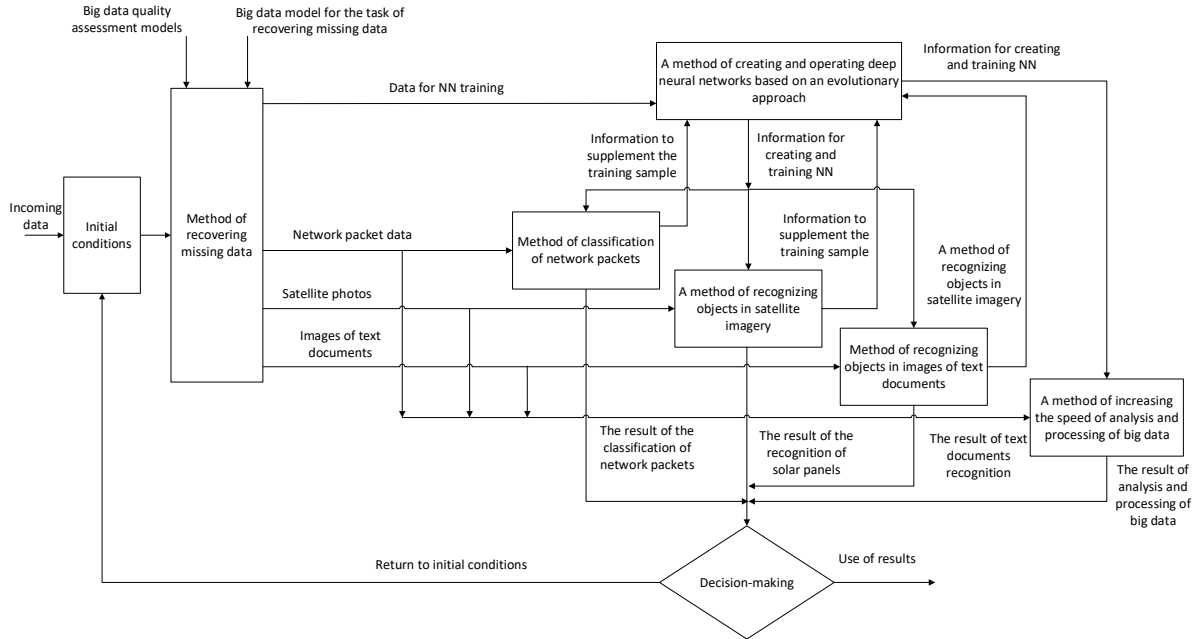 Big data quality
assessment models
Big data model for the task of
recovering missing data
Information for creating
and training NN
A method of creating and operating deep
neural networks based on an evolutionary
approach
Data for NN training
Information to
supplement the
training sample
Information for
creating and
training NN
Incoming
data
Initial
conditions
Method of
recovering
missing data
Network packet data
Method of classification
of network packets
Information to
supplement the
training sample
A method of
recognizing
objects in
satellite imagery
Satellite photos
A method of recognizing
objects in satellite
imagery
Images of text
documents
Method of recognizing
objects in images of text
documents
A method of increasing
the speed of analysis and
processing of big data
The result of the
classification of
network packets
The result of the
recognition of
solar panels
The result of text
documents
recognition
The result of
analysis and
processing of
big data
Return to initial conditions
Decision-making
Use of results